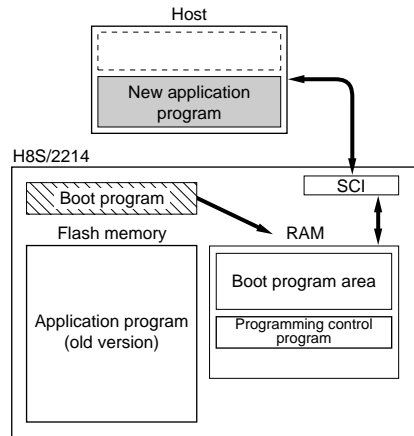 Host
New application
program
H8S/2214
SCI
Boot program
Flash memory
RAM
Application program
(old version)
Boot program area
Programming control
program